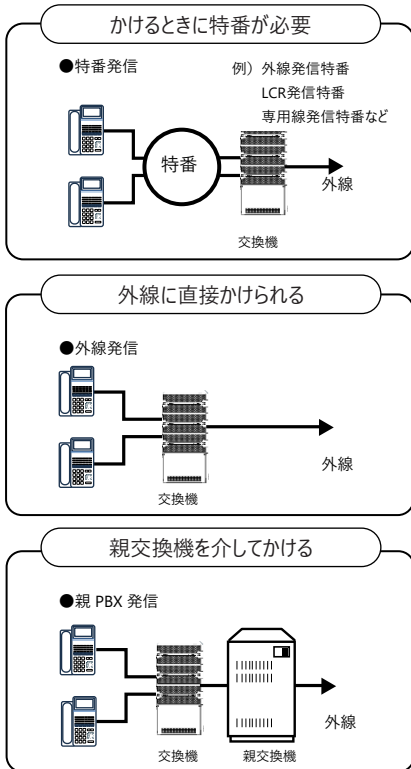 かけるときに特番が必要
●特番発信
例）外線発信特番
LCR発信特番
専用線発信特番など
特番
外線
交換機
外線に直接かけられる
●外線発信
外線
交換機
親交換機を介してかける
●親 PBX 発信
外線
交換機
親交換機